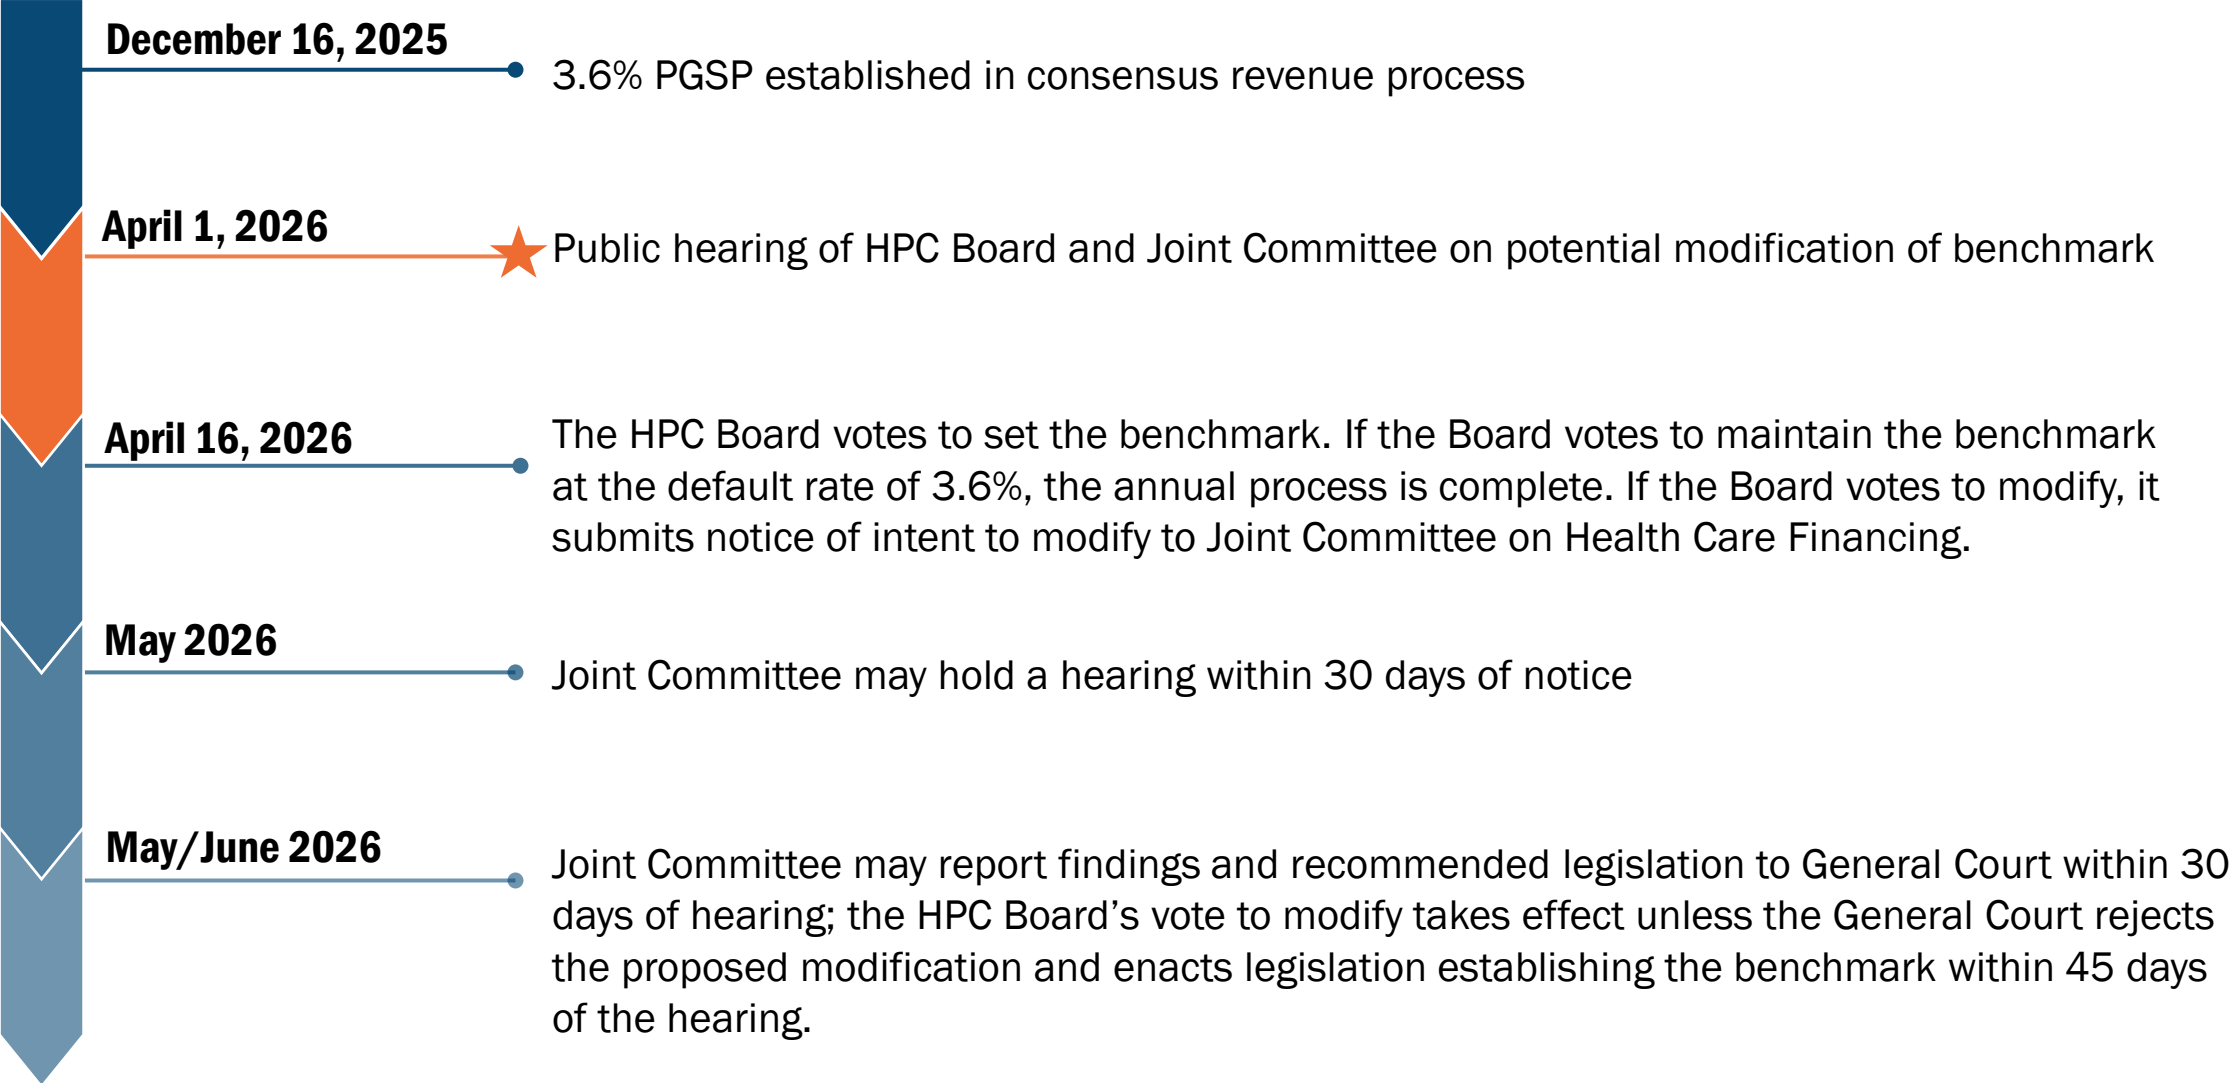 December 16, 2025
3.6% PGSP established in consensus revenue process
April 1, 2026
Public hearing of HPC Board and Joint Committee on potential modification of benchmark
April 16, 2026
The HPC Board votes to set the benchmark. If the Board votes to maintain the benchmark
at the default rate of 3.6%, the annual process is complete. If the Board votes to modify, it
submits notice of intent to modify to Joint Committee on Health Care Financing.
May 2026
Joint Committee may hold a hearing within 30 days of notice
May/June 2026
Joint Committee may report findings and recommended legislation to General Court within 30
days of hearing; the HPC Board’s vote to modify takes effect unless the General Court rejects
the proposed modification and enacts legislation establishing the benchmark within 45 days
of the hearing.